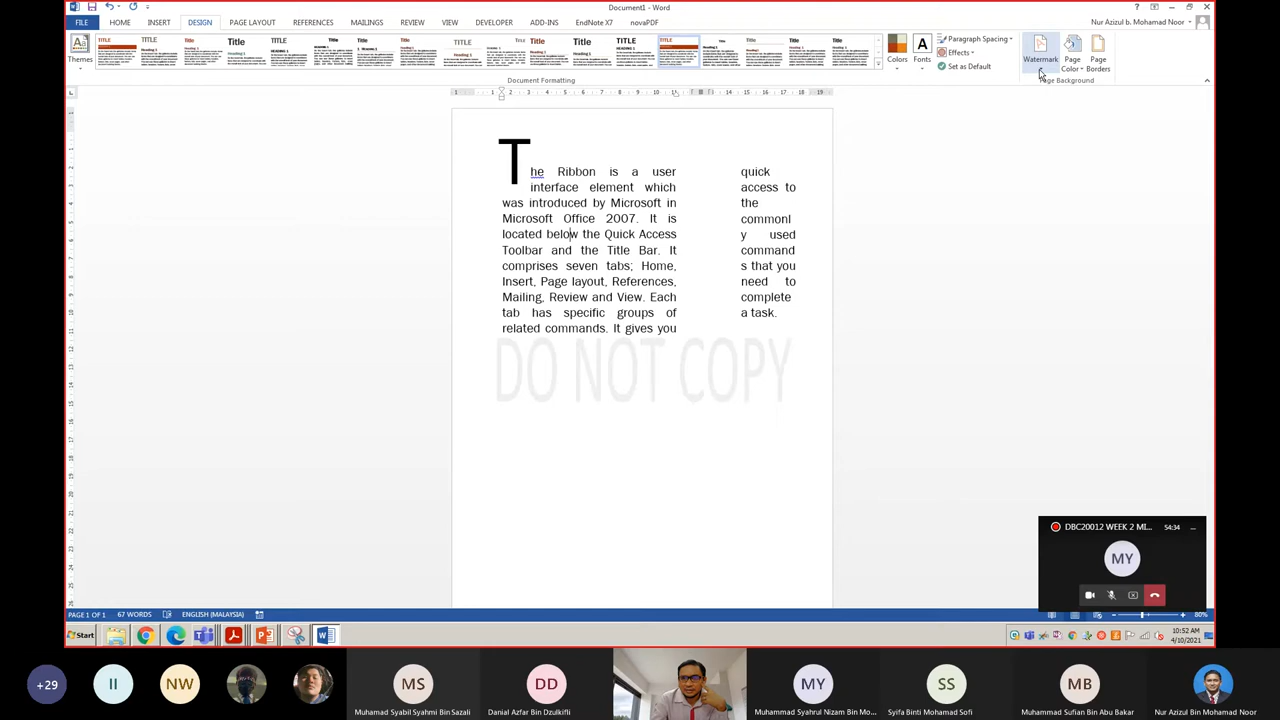 Document1 - Word
FILE HOME INSERT DESIGN PAGE LAYOUT REFERENCES MAILINGS REVIEW VIEW DEVELOPER ADD-INS EndNote X7 novaPDF
Nur Azizul b. Mohamad Noor
Themes
Colors
Fonts
Paragraph Spacing
Effects
Set as Default
Watermark
Page
Color
Page
Borders
Document Formatting
Page Background
The Ribbon is a user
interface element which
was introduced by Microsoft in
Microsoft Office 2007. It is
located below the Quick Access
Toolbar and the Title Bar. It
comprises seven tabs; Home,
Insert, Page layout, References,
Mailing, Review and View. Each
tab has specific groups of
related commands. It gives you
quick
access to
the
commonl
y used
command
s that you
need to
complete
a task.
DO NOT COPY
DBC20012 WEEK 2 MI... 54:34
MY
PAGE 1 OF 1 67 WORDS ENGLISH (MALAYSIA)
80%
Start
10:52 AM
4/10/2021
+29
II
NW
MS
Muhamad Syabil Syahmi Bin Sazali
DD
Danial Azfar Bin Dzulkifli
MY
Muhammad Syahrul Nizam Bin Mo...
SS
Syifa Binti Mohamad Sofi
MB
Muhammad Sufian Bin Abu Bakar
Nur Azizul Bin Mohamad Noor